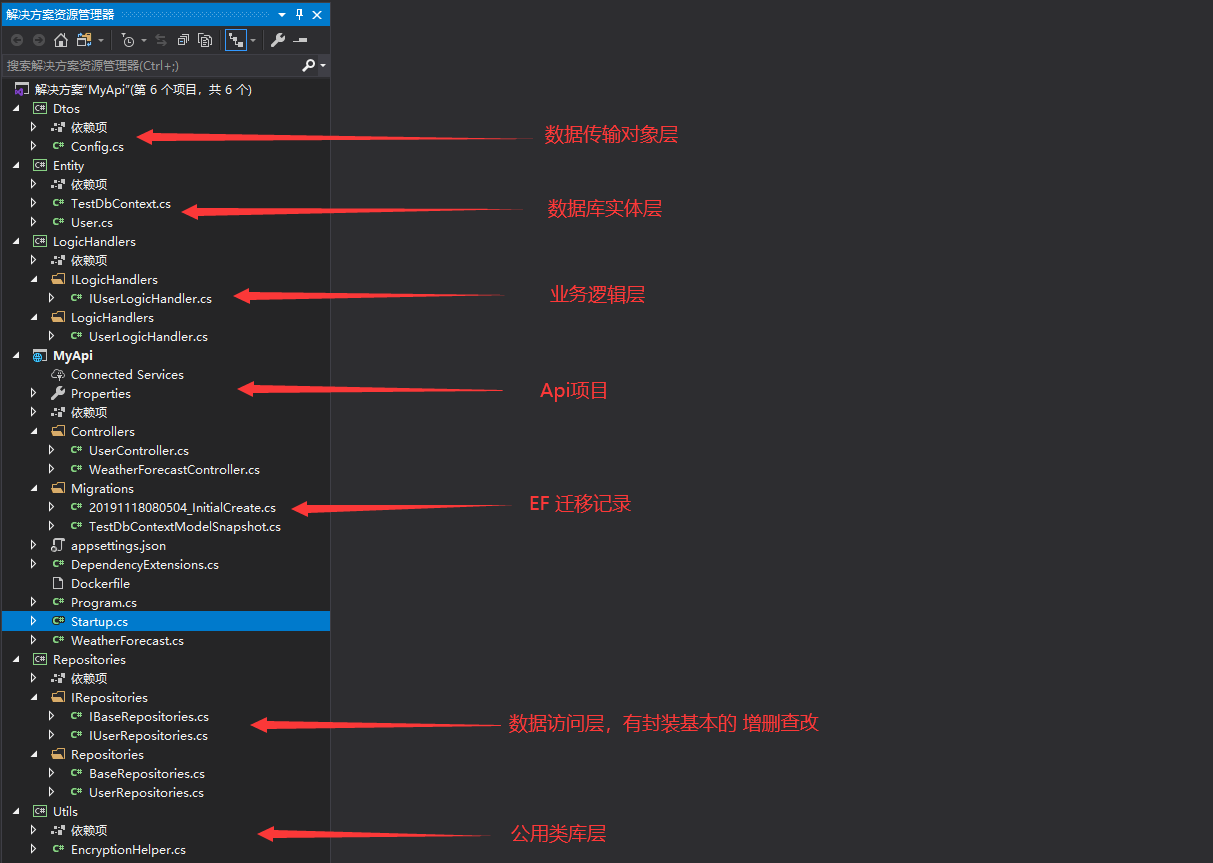 解决方案资源管理器
搜索解决方案资源管理器(Ctrl+;)
解决方案"MyApi"(第 6 个项目，共 6 个)
C# Dtos
依赖项
数据传输对象层
C# Config.cs
C# Entity
依赖项
C# TestDbContext.cs
数据库实体层
C# User.cs
C# LogicHandlers
依赖项
ILogicHandlers
C# IUserLogicHandler.cs
业务逻辑层
LogicHandlers
C# UserLogicHandler.cs
MyApi
Connected Services
Properties
Api项目
依赖项
Controllers
C# UserController.cs
C# WeatherForecastController.cs
Migrations
C# 20191118080504_InitialCreate.cs
EF 迁移记录
C# TestDbContextModelSnapshot.cs
appsettings.json
C# DependencyExtensions.cs
Dockerfile
C# Program.cs
C# Startup.cs
C# WeatherForecast.cs
C# Repositories
依赖项
IRepositories
C# IBaseRepositories.cs
数据访问层，有封装基本的 增删查改
C# IUserRepositories.cs
Repositories
C# BaseRepositories.cs
C# UserRepositories.cs
C# Utils
依赖项
公用类库层
C# EncryptionHelper.cs